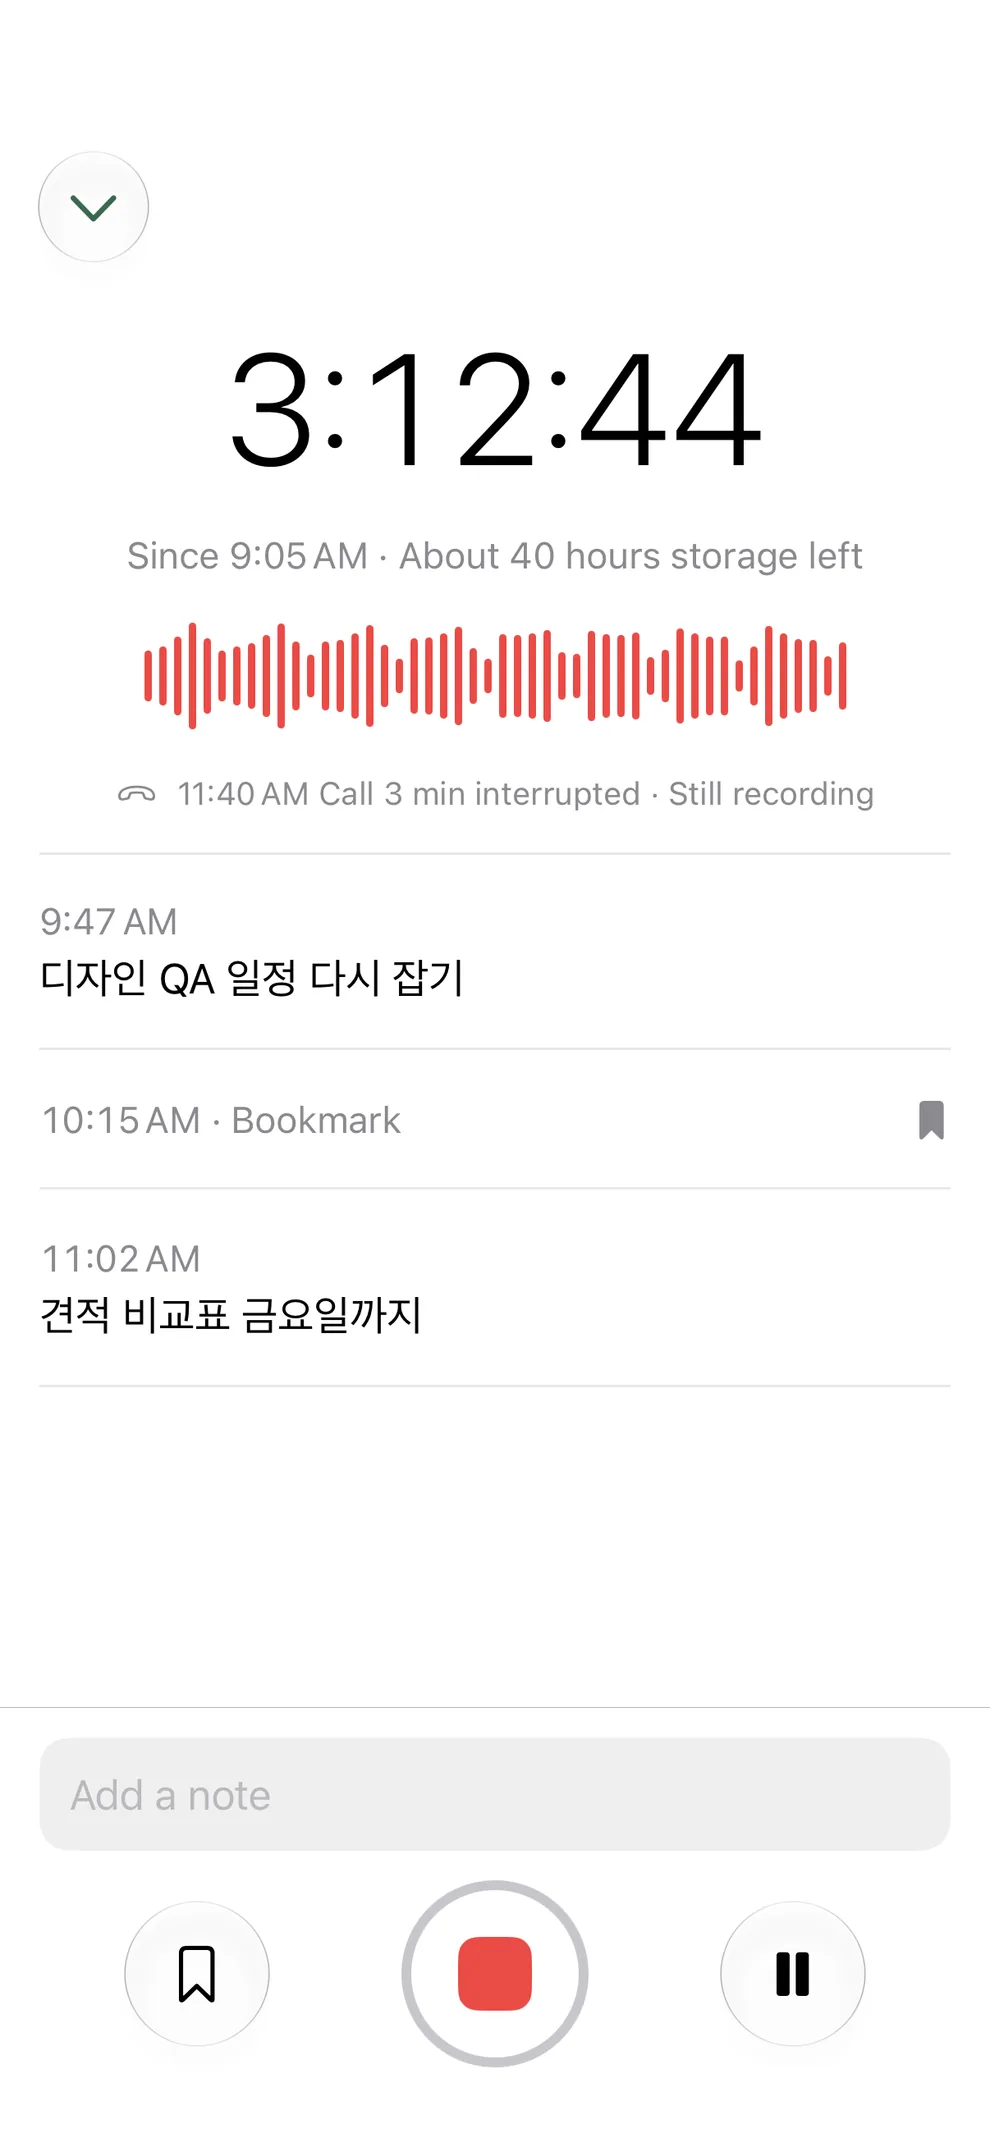 3:12:44
Since 9:05 AM · About 40 hours storage left
11:40 AM Call 3 min interrupted · Still recording
9:47 AM
디자인 QA 일정 다시 잡기
10:15 AM · Bookmark
11:02 AM
견적 비교표 금요일까지
Add a note